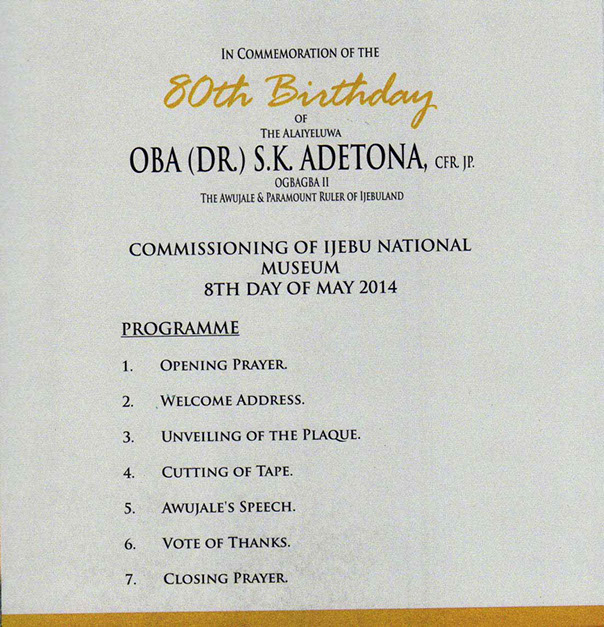 IN COMMEMORATION OF THE
80th Birthday
OF
THE ALAIYELUWA
OBA (DR.) S.K. ADETONA, CFR. JP.
OGBAGBA II
THE AWUJALE & PARAMOUNT RULER OF IJEBULAND
COMMISSIONING OF IJEBU NATIONAL
MUSEUM
8TH DAY OF MAY 2014
PROGRAMME
1. OPENING PRAYER.
2. WELCOME ADDRESS.
3. UNVEILING OF THE PLAQUE.
4. CUTTING OF TAPE.
5. AWUJALE'S SPEECH.
6. VOTE OF THANKS.
7. CLOSING PRAYER.